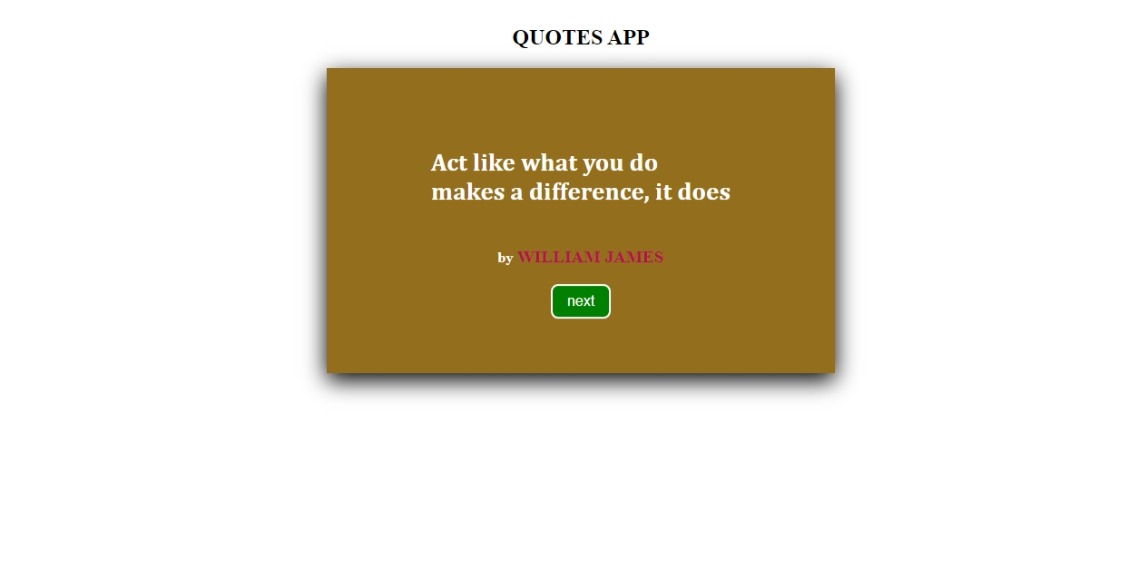 QUOTES APP
Act like what you do
makes a difference, it does
by WILLIAM JAMES
next